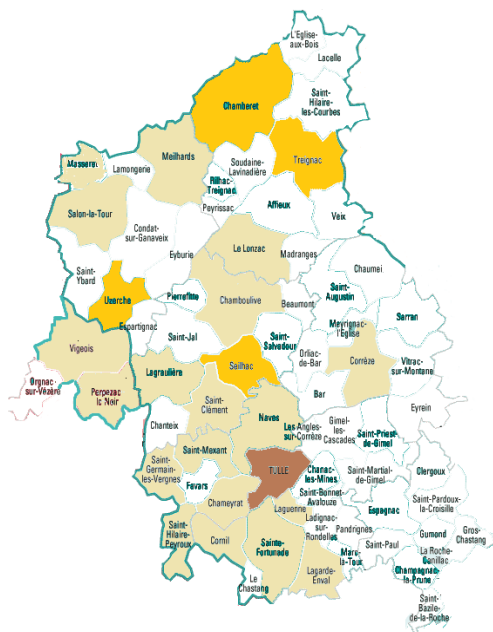 L'Eglise-
aux-Bois
Lacelle
Chamberet
Saint-
Hilaire
les-Courbes
Meilhards
Soudaine-
Lavinadière
Treignac
Masseret
Lamongerie
Rilhac-
Treignac
Peyrissac
Affieux
Veix
Salon-la-Tour
Condat-
sur-Ganaveix
Eyburie
Le Lonzac
Madranges
Chaumei
Saint-
Ybard
Uzerche
Pierrefitte
Chamboulive
Beaumont
Saint-
Augustin
Sarran
Espartignac
Saint-Jal
Saint-
Salvadour
Meyrignac-
l'Eglise
Vigeois
Lagraulière
Seilhac
Orliac-
de-Bar
Corrèze
Vitrac-
sur-Montane
Orgnac-
sur-Vézère
Perpezac
le Noir
Saint-
Clément
Bar
Eyrein
Chanteix
Naves
Les Angles-
sur-Corrèze
Gimel-
les-
Cascades
Saint-Priest-
de-Gimel
Saint-Mexant
Saint-
Germain-
les-Vergnes
Favars
TULLE
Chanac-
les-Mines
Saint-Martial-
de-Gimel
Clergoux
Chameyrat
Laguenne
Saint-Bonnet-
Avalouze
Espagnac
Saint-Pardoux-
la-Croisille
Saint-
Hilaire-
Peyroux
Cornil
Sainte-
Fortunade
Ladignac-
sur-
Rondelles
Pandrignes
Saint-Paul
Gumond
Gros-
Chastang
Marc-
la-Tour
La Roche-
Canillac
Le
Chastang
Lagarde-
Enval
Champagnac-
la-Prune
Saint-
Bazile-
de-la-Roche